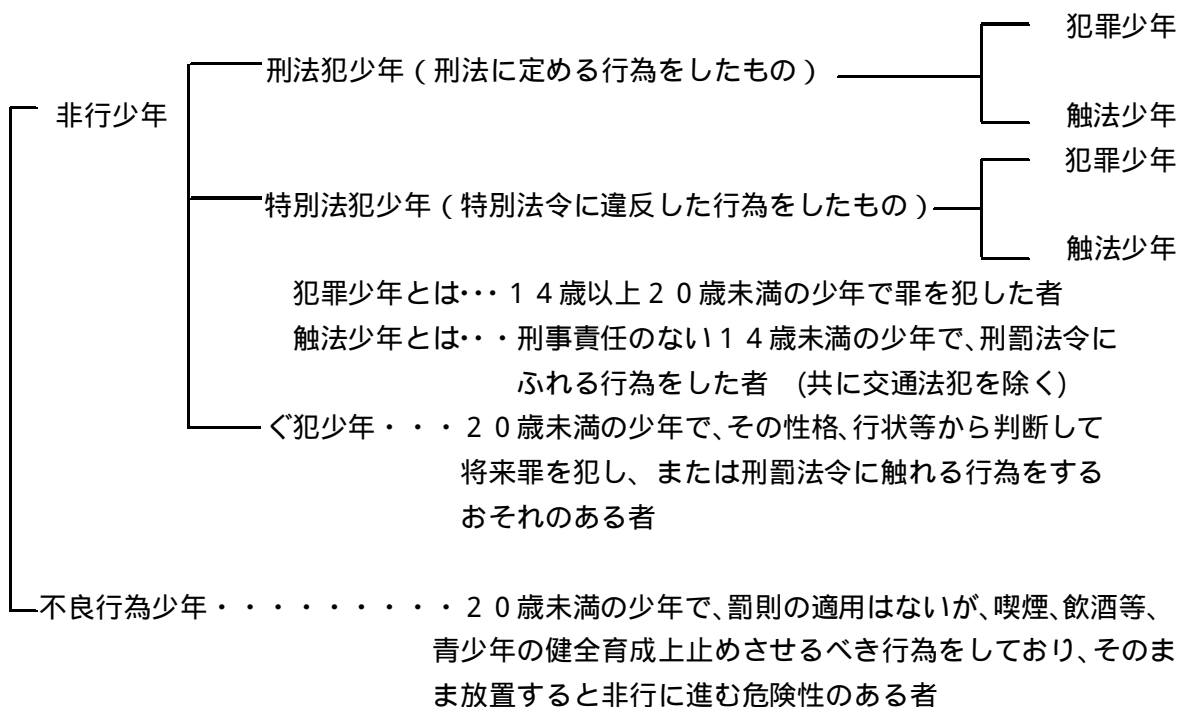 犯罪少年
刑法犯少年(刑法に定める行為をしたもの)
非行少年
触法少年
犯罪少年
特別法犯少年(特別法令に違反した行為をしたもの)
触法少年
犯罪少年とは・・・14歳以上20歳未満の少年で罪を犯した者
触法少年とは・・・刑事責任のない14歳未満の少年で、刑罰法令に
ふれる行為をした者 (共に交通法犯を除く)
ぐ犯少年・・・20歳未満の少年で、その性格、行状等から判断して
将来罪を犯し、または刑罰法令に触れる行為をする
おそれのある者
不良行為少年・・・・・・・・・20歳未満の少年で、罰則の適用はないが、喫煙、飲酒等、
青少年の健全育成上止めさせるべき行為をしており、そのま
ま放置すると非行に進む危険性のある者